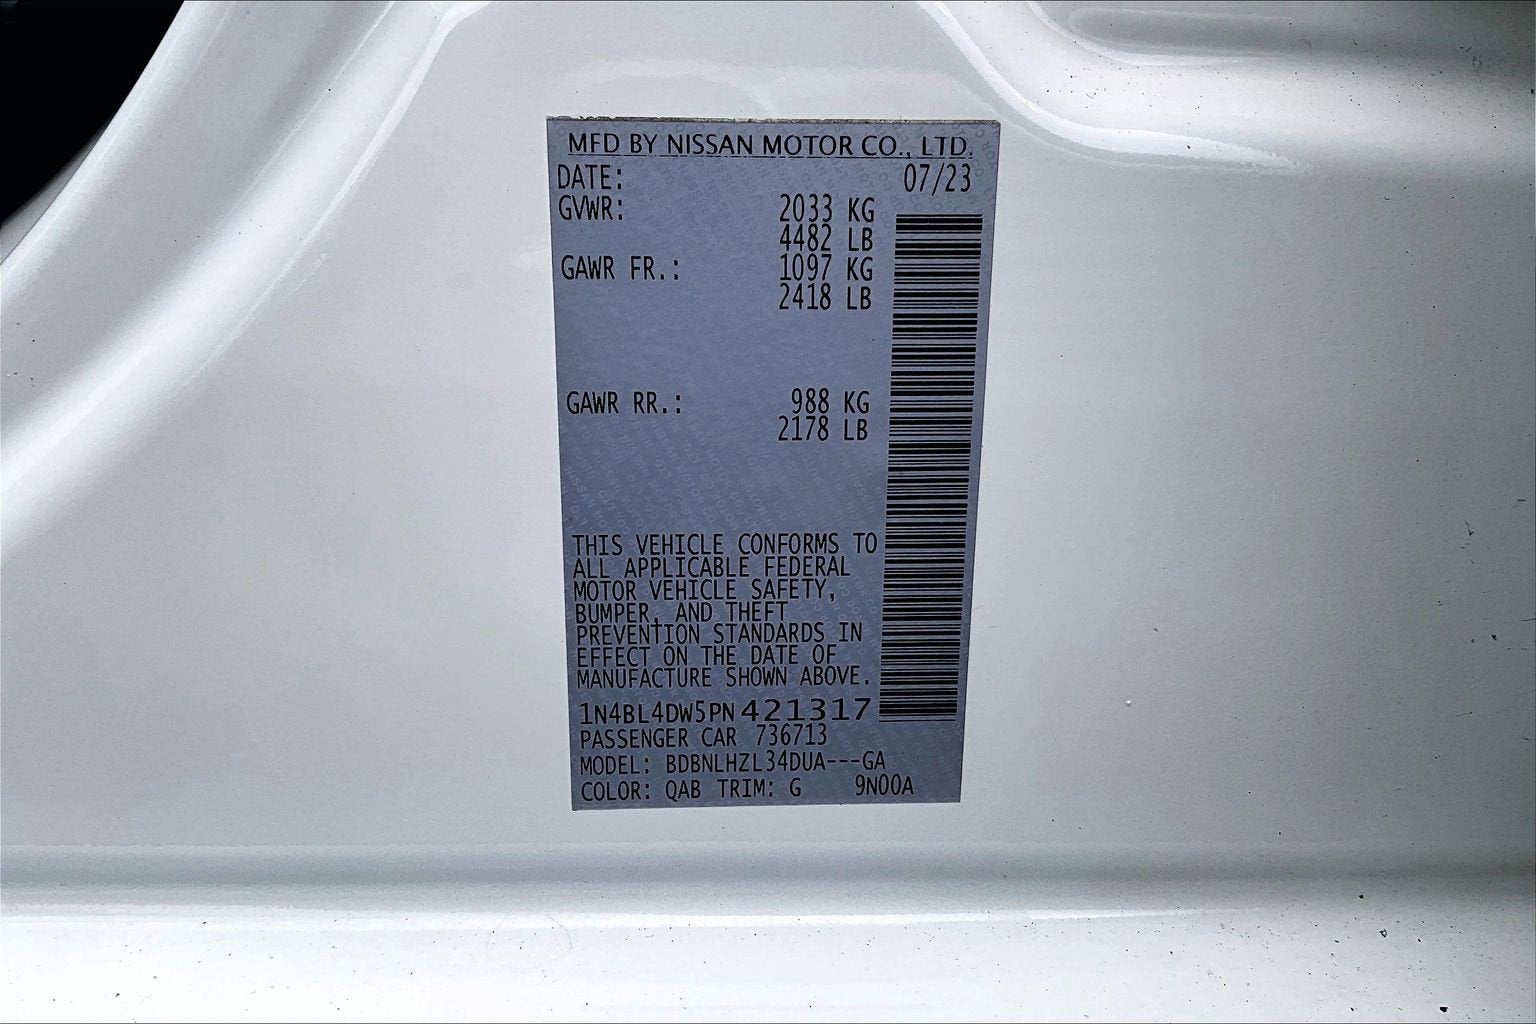 MFD BY NISSAN MOTOR CO., LTD.
DATE: 07/23
GVWR: 2033 KG
4482 LB
GAWR FR.: 1097 KG
2418 LB
GAWR RR.: 988 KG
2178 LB
THIS VEHICLE CONFORMS TO
ALL APPLICABLE FEDERAL
MOTOR VEHICLE SAFETY,
BUMPER, AND THEFT
PREVENTION STANDARDS IN
EFFECT ON THE DATE OF
MANUFACTURE SHOWN ABOVE.
1N4BL4DW5PN421317
PASSENGER CAR 736713
MODEL: BDBNLHZL34DUA---GA
COLOR: QAB TRIM: G 9N00A